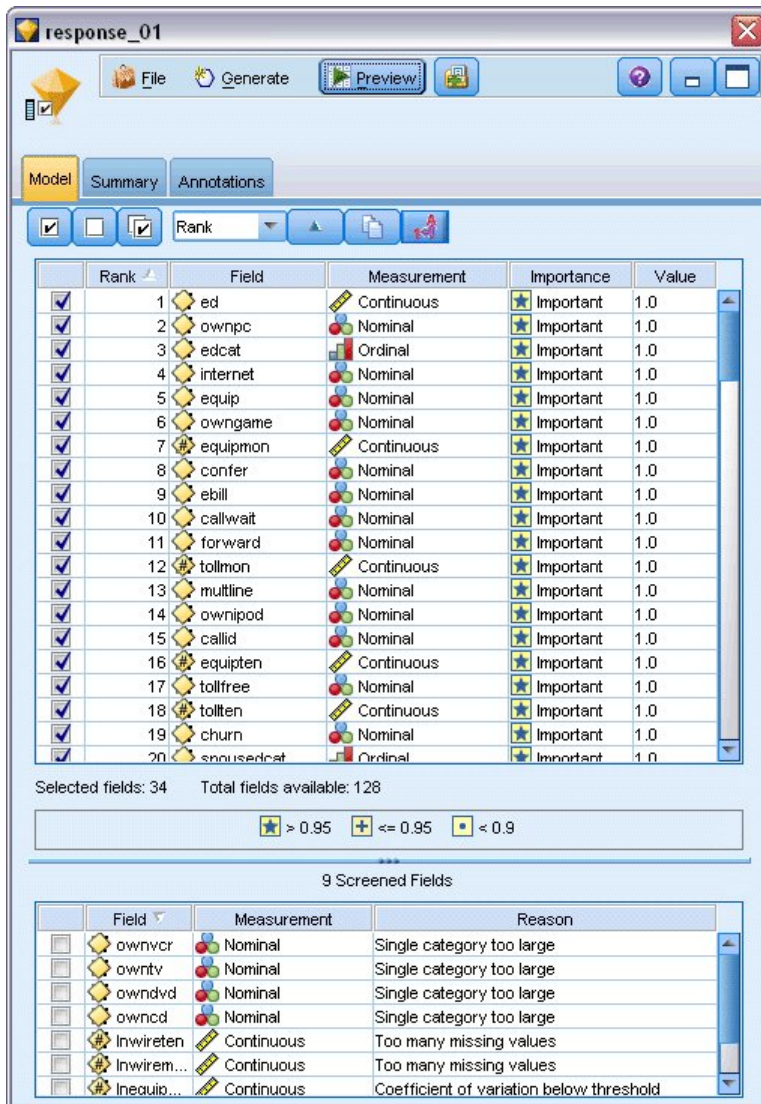 response_01
File Generate Preview
Model Summary Annotations
Rank
Rank Field Measurement Importance Value
1 ed Continuous Important 1.0
2 ownpc Nominal Important 1.0
3 edcat Ordinal Important 1.0
4 internet Nominal Important 1.0
5 equip Nominal Important 1.0
6 owngame Nominal Important 1.0
7 equipmon Continuous Important 1.0
8 confer Nominal Important 1.0
9 ebill Nominal Important 1.0
10 callwait Nominal Important 1.0
11 forward Nominal Important 1.0
12 tollmon Continuous Important 1.0
13 multline Nominal Important 1.0
14 ownipod Nominal Important 1.0
15 callid Nominal Important 1.0
16 equipten Continuous Important 1.0
17 tollfree Nominal Important 1.0
18 tollten Continuous Important 1.0
19 churn Nominal Important 1.0
20 spousedcat Ordinal Important 1.0
Selected fields: 34 Total fields available: 128
> 0.95 <= 0.95 < 0.9
9 Screened Fields
Field Measurement Reason
ownvcr Nominal Single category too large
owntv Nominal Single category too large
owndvd Nominal Single category too large
owncd Nominal Single category too large
lnwireten Continuous Too many missing values
lnwirem... Continuous Too many missing values
lnequip... Continuous Coefficient of variation below threshold